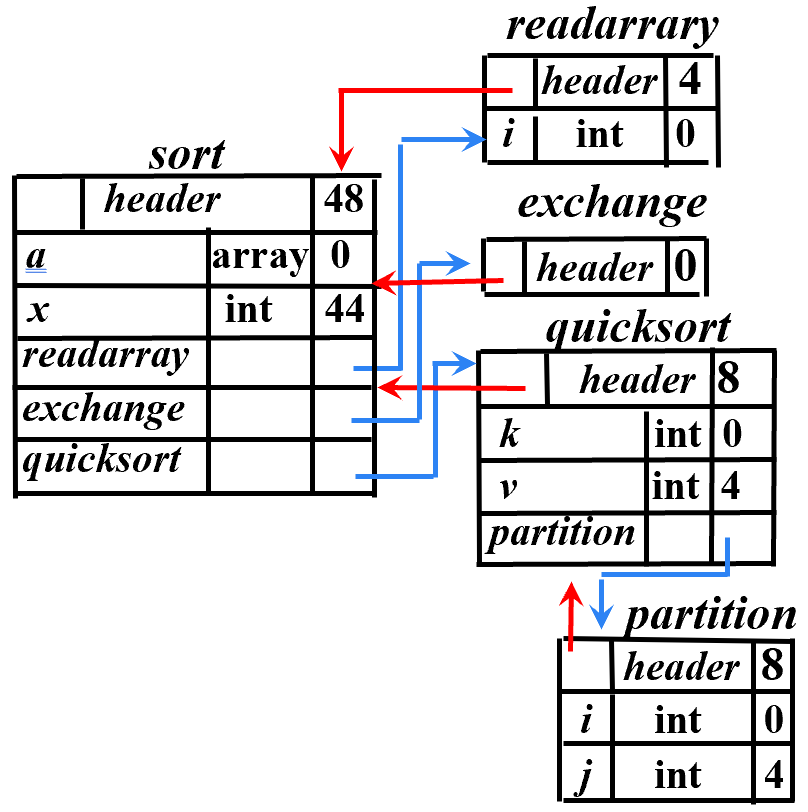 readarrary
header 4
i int 0
sort
header 48
a array 0
x int 44
readarray
exchange
quicksort
exchange
header 0
quicksort
header 8
k int 0
v int 4
partition
partition
header 8
i int 0
j int 4